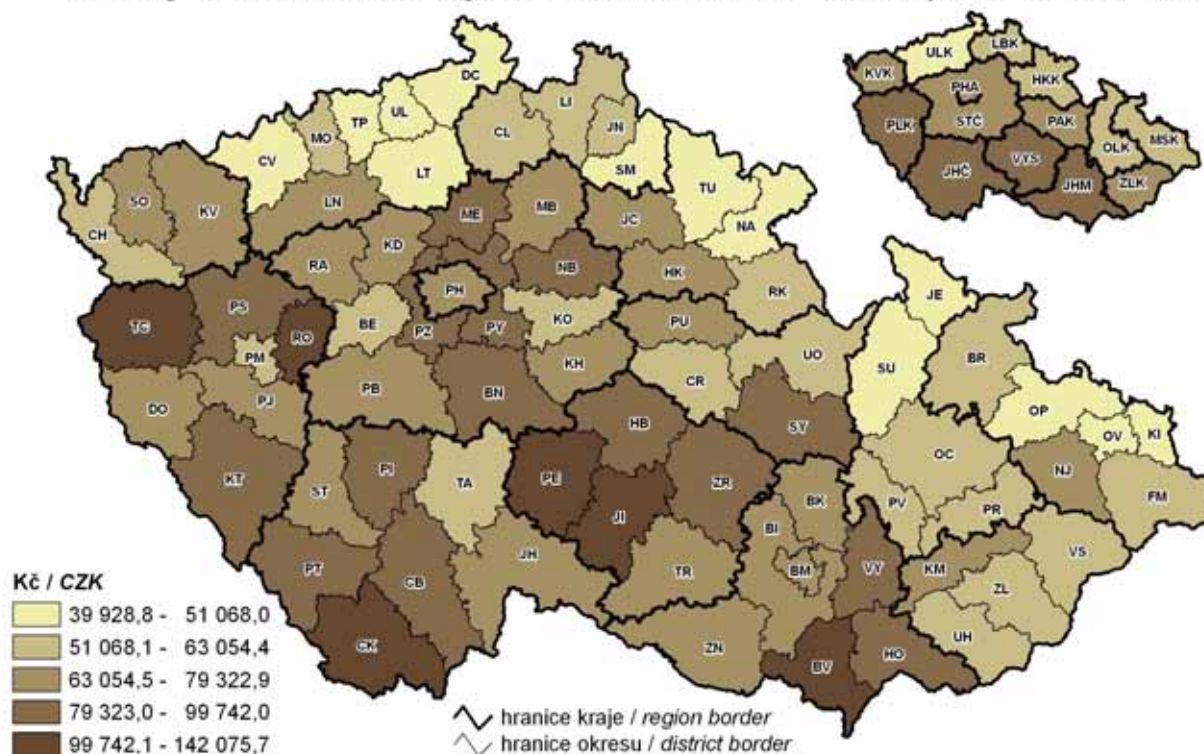 DC
LI
UL
TP
MO
CL
JN
CV
LT
SM
TU
SO
KV
LN
ME
MB
JC
NA
CH
KD
RA
NB
HK
RK
JE
TC
PS
RO
BE
PH
PZ
PY
KO
PU
UO
SU
BR
PM
KH
CR
OP
DO
PJ
PB
BN
HB
SY
OV
KI
KT
ST
PI
TA
PE
ZR
OC
NJ
JI
BK
PV
PR
FM
PT
CB
JH
TR
BI
BM
VY
KM
VS
ZL
CK
ZN
BV
HO
UH
ULK
LBK
KVK
HKK
PHA
STČ
PLK
PAK
OLK
MSK
JHČ
VYS
JHM
ZLK
Kč / CZK
39 928,8 - 51 068,0
51 068,1 - 63 054,4
63 054,5 - 79 322,9
79 323,0 - 99 742,0
99 742,1 - 142 075,7
hranice kraje / region border
hranice okresu / district border